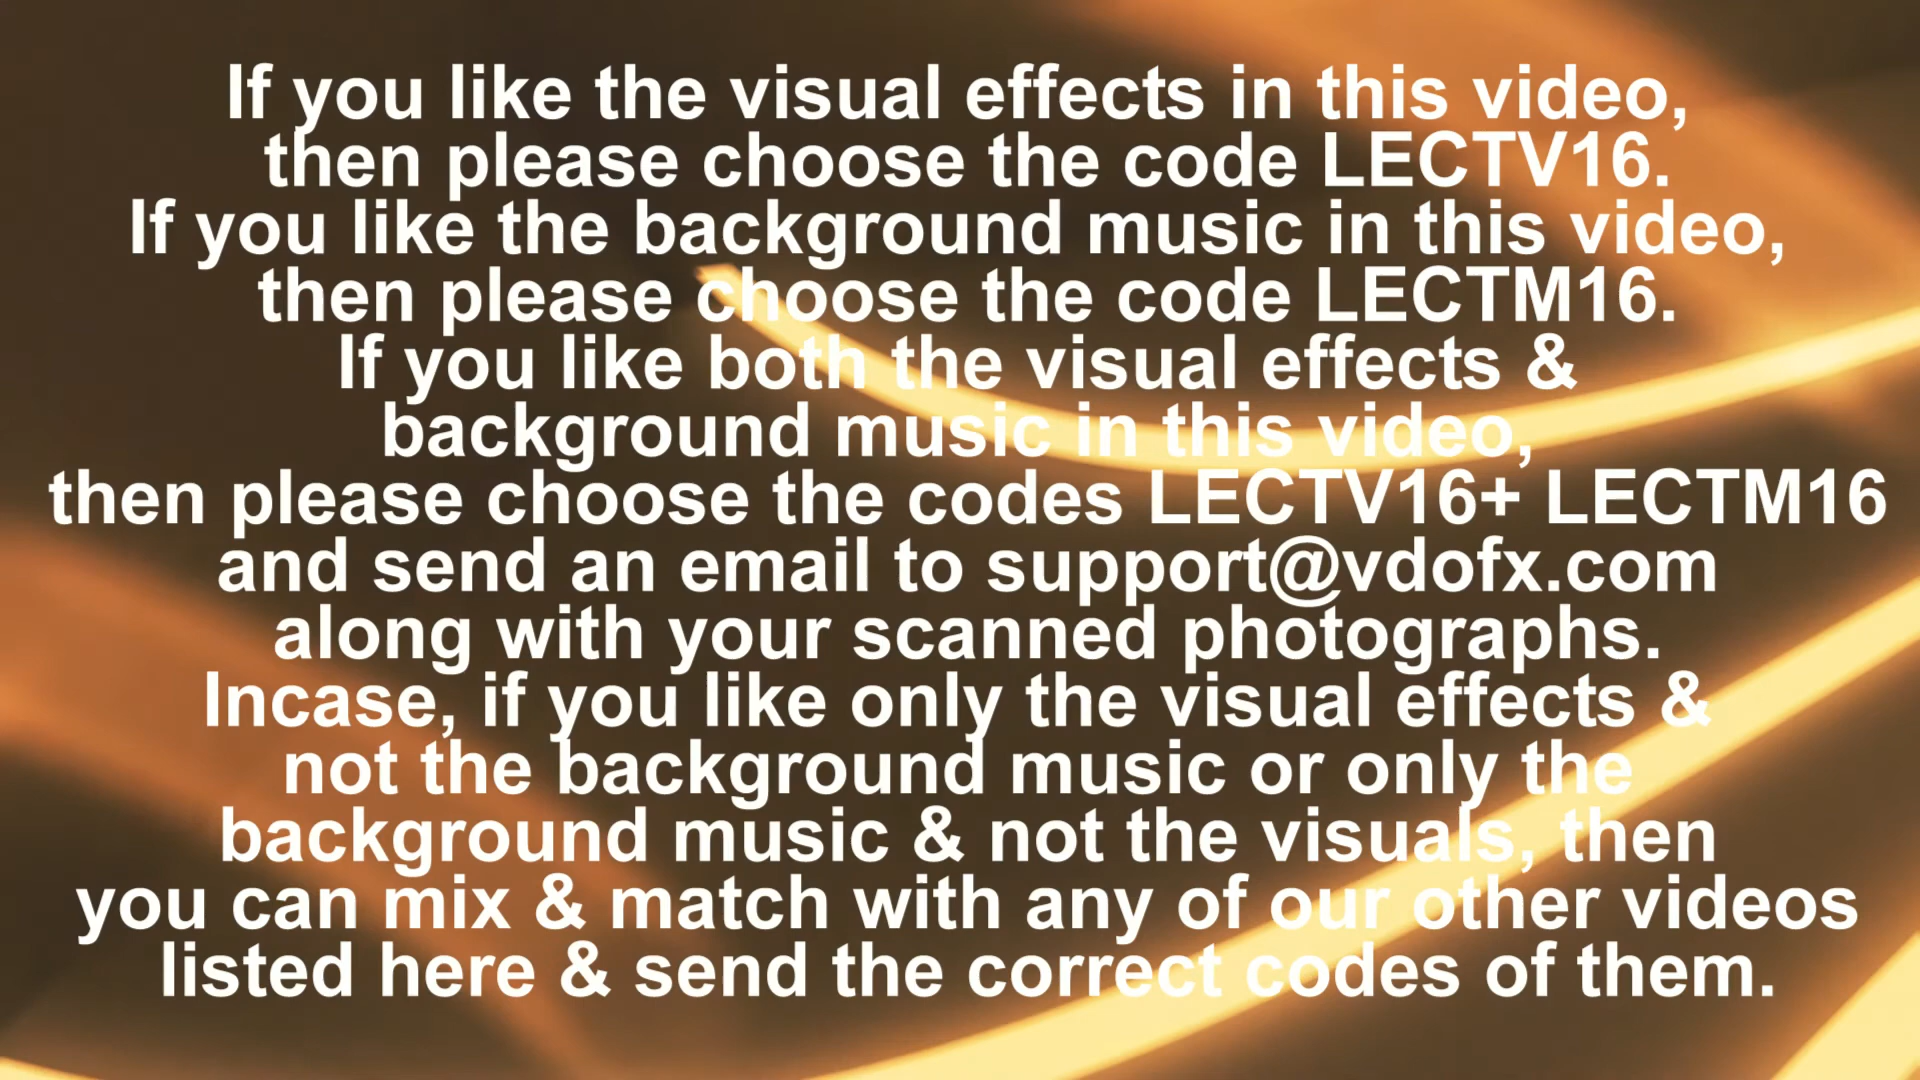 If you like the visual effects in this video,
then please choose the code LECTV16.
If you like the background music in this video,
then please choose the code LECTM16.
If you like both the visual effects &
background music in this video,
then please choose the codes LECTV16+ LECTM16
and send an email to support@vdofx.com
along with your scanned photographs.
Incase, if you like only the visual effects &
not the background music or only the
background music & not the visuals, then
you can mix & match with any of our other videos
listed here & send the correct codes of them.